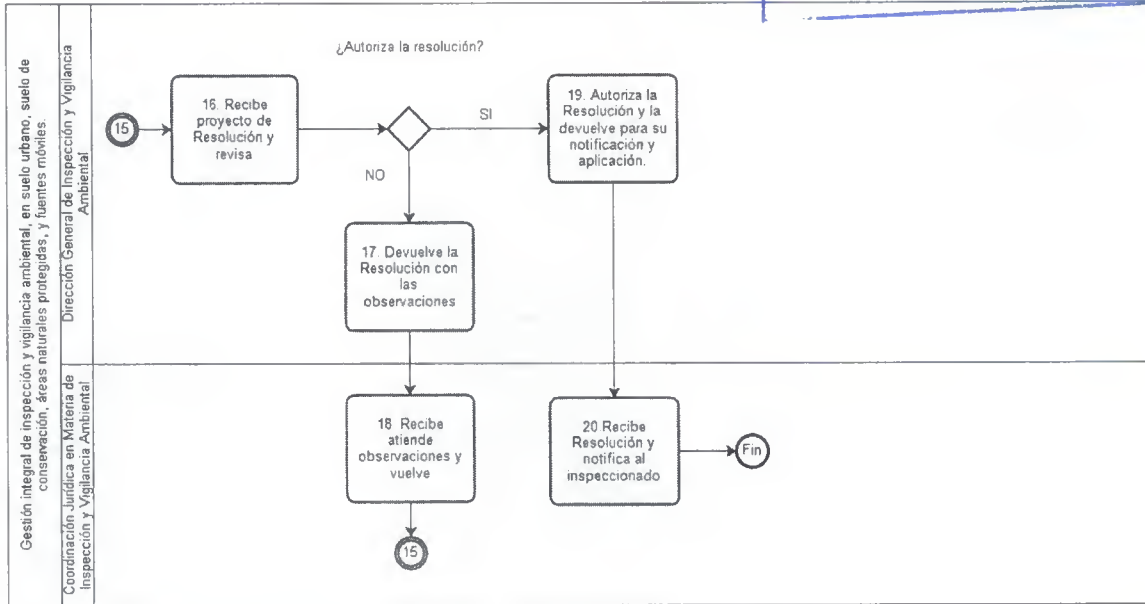 Gestión integral de inspección y vigilancia ambiental, en suelo urbano, suelo de
conservación, áreas naturales protegidas, y fuentes móviles.
Dirección General de Inspección y Vigilancia
Ambiental
¿Autoriza la resolución?
15
16. Recibe
proyecto de
Resolución y
revisa
SI
19. Autoriza la
Resolución y la
devuelve para su
notificación y
aplicación.
NO
17. Devuelve la
Resolución con
las
observaciones
Coordinación Jurídica en Materia de
Inspección y Vigilancia Ambiental
18 Recibe
atiende
observaciones y
vuelve
15
20 Recibe
Resolución y
notifica al
inspeccionado
Fin